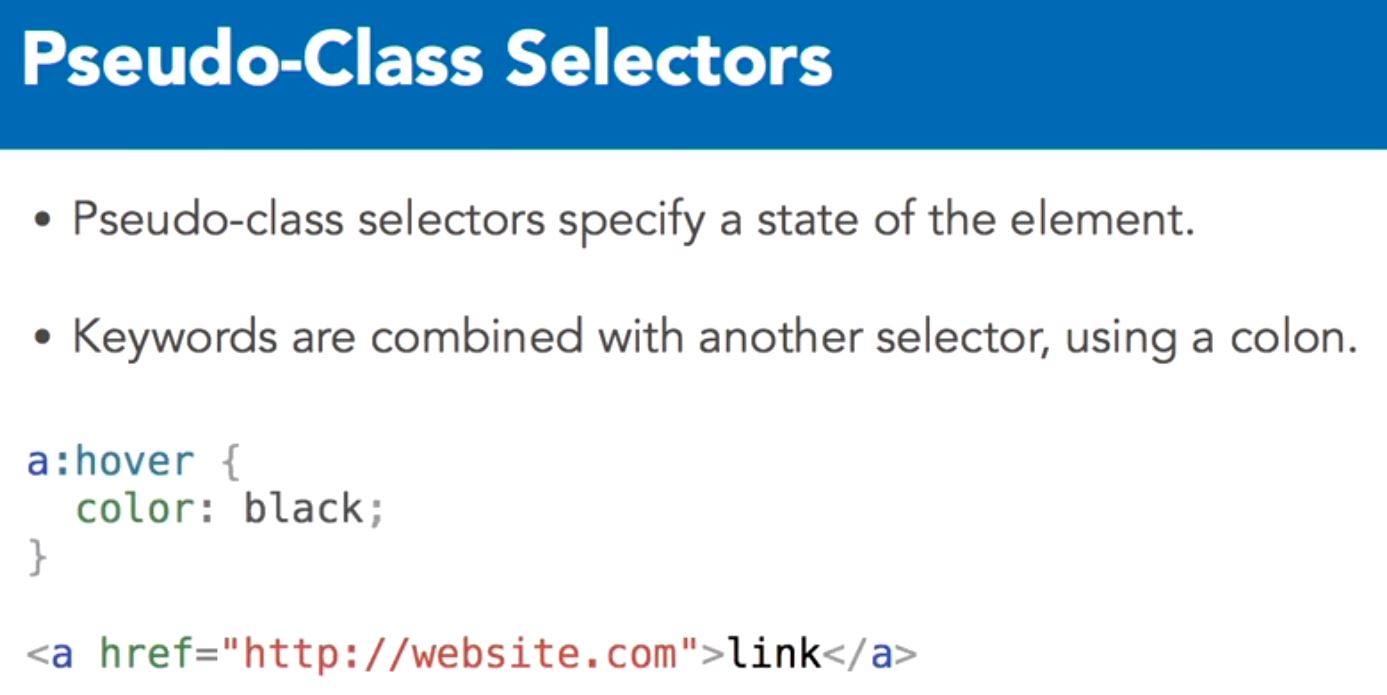 Pseudo-Class Selectors
• Pseudo-class selectors specify a state of the element.
• Keywords are combined with another selector, using a colon.
a:hover {
  color: black;
}
<a href="http://website.com">link</a>